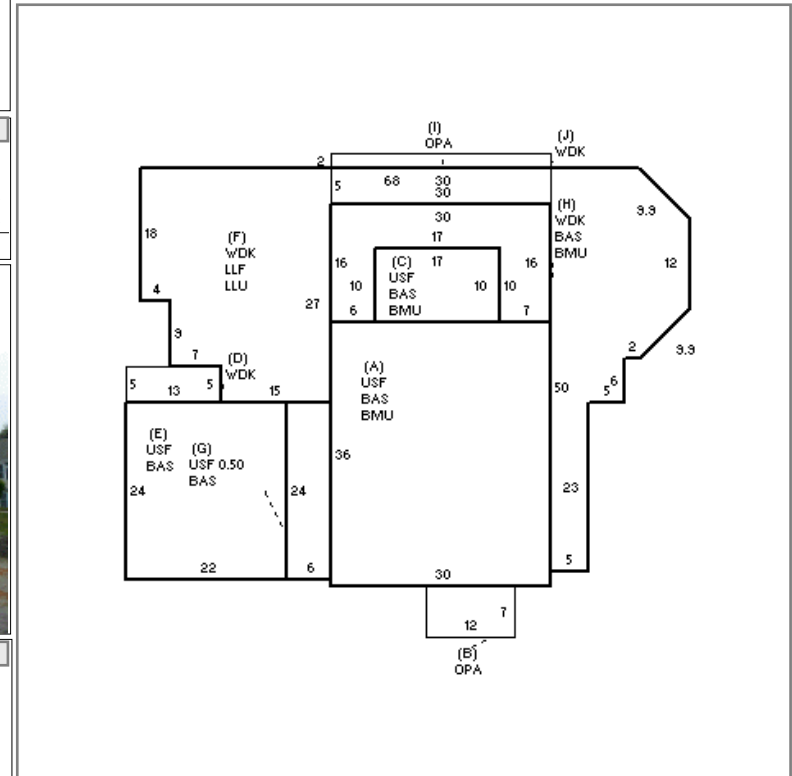 (I)
OPA
(J)
WDK
2
5
68
30
30
(H)
WDK
BAS
BMU
9.9
30
18
(F)
WDK
LLF
LLU
17
17
(C)
USF
BAS
BMU
16
16
12
10
10
10
4
27
6
7
9
7
(D)
WDK
2
9.9
5
13
5
15
(A)
USF
BAS
BMU
50
5
6
(E)
USF
BAS
(G)
USF 0.50
BAS
36
24
24
23
22
6
30
5
7
12
(B)
OPA